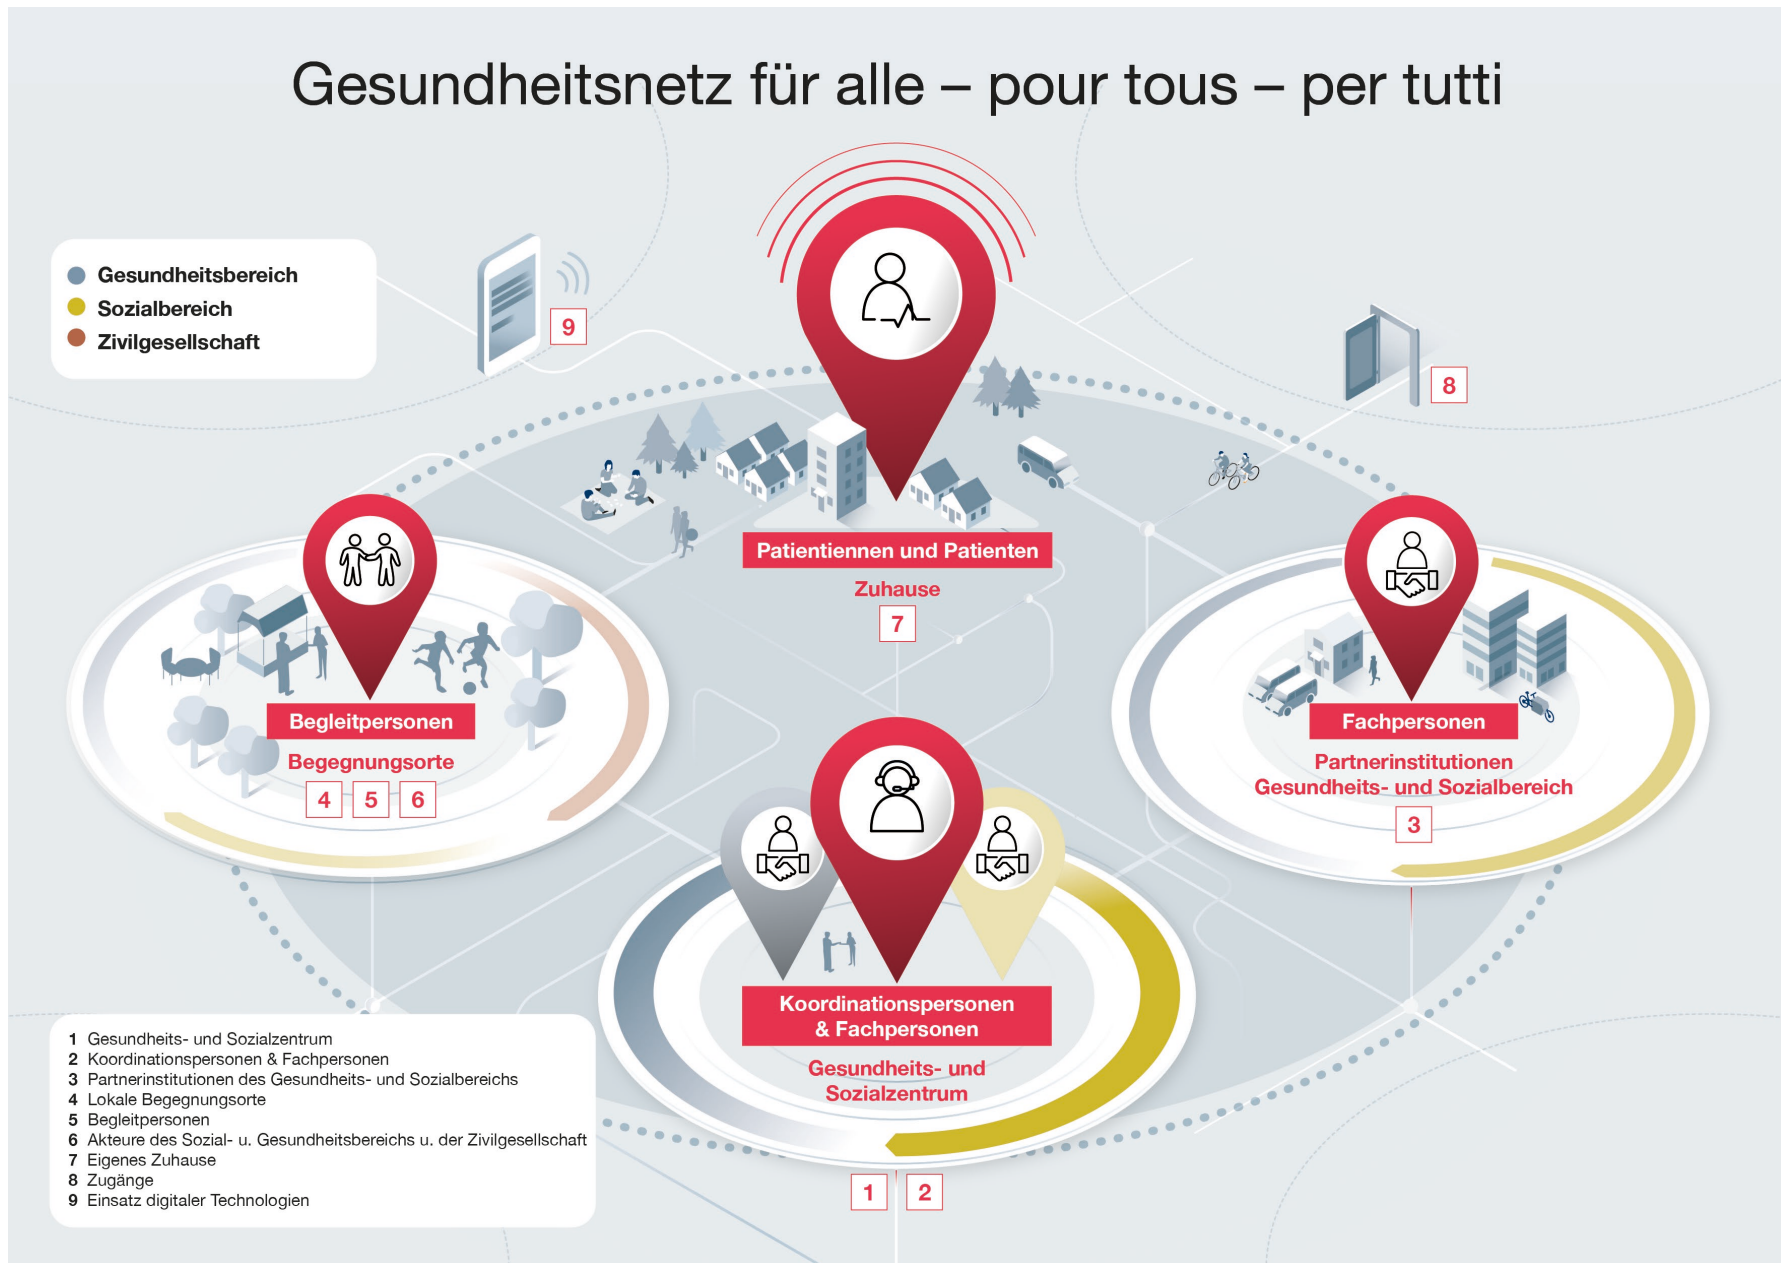 Gesundheitsnetz für alle – pour tous – per tutti
Gesundheitsbereich
Sozialbereich
Zivilgesellschaft
9
8
Patientiennen und Patienten
Zuhause
7
Begleitpersonen
Begegnungsorte
4 5 6
Fachpersonen
Partnerinstitutionen
Gesundheits- und Sozialbereich
3
Koordinationspersonen
& Fachpersonen
Gesundheits- und
Sozialzentrum
1 2
1 Gesundheits- und Sozialzentrum
2 Koordinationspersonen & Fachpersonen
3 Partnerinstitutionen des Gesundheits- und Sozialbereichs
4 Lokale Begegnungsorte
5 Begleitpersonen
6 Akteure des Sozial- u. Gesundheitsbereichs u. der Zivilgesellschaft
7 Eigenes Zuhause
8 Zugänge
9 Einsatz digitaler Technologien